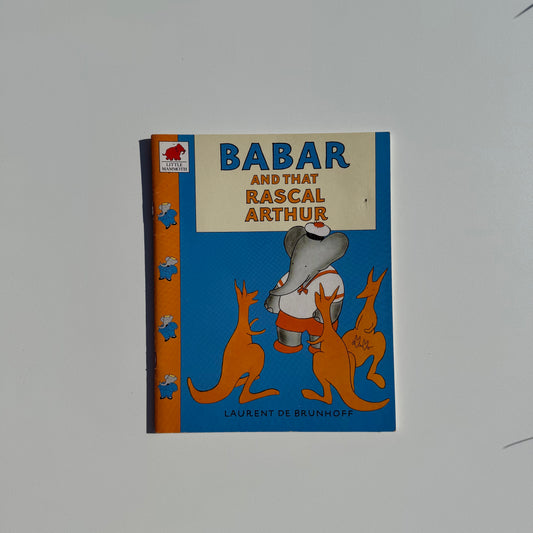 LITTLE
MAMMOTH
BABAR
AND THAT
RASCAL
ARTHUR
LAURENT DE BRUNHOFF